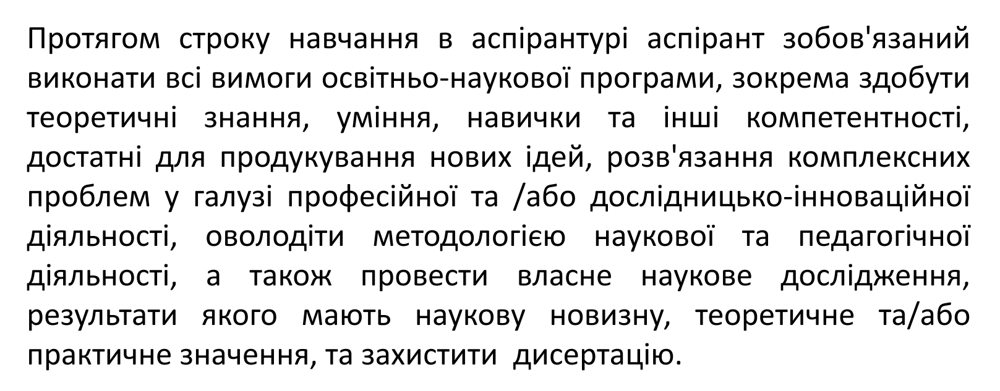 Протягом строку навчання в аспірантурі аспірант зобов'язаний
виконати всі вимоги освітньо-наукової програми, зокрема здобути
теоретичні знання, уміння, навички та інші компетентності,
достатні для продукування нових ідей, розв'язання комплексних
проблем у галузі професійної та /або дослідницько-інноваційної
діяльності, оволодіти методологією наукової та педагогічної
діяльності, а також провести власне наукове дослідження,
результати якого мають наукову новизну, теоретичне та/або
практичне значення, та захистити  дисертацію.